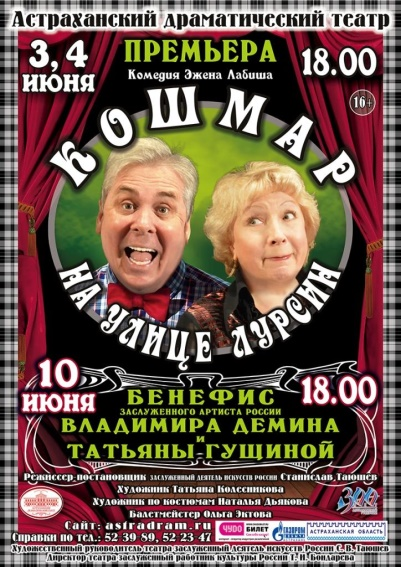 Астраханский драматический театр
3, 4 ИЮНЯ
ПРЕМЬЕРА
18.00
Комедия Эжена Лабиша
16+
КОШМАР
НА УЛИЦЕ ЛУРСИН
10 ИЮНЯ
БЕНЕФИС
18.00
ЗАСЛУЖЕННОГО АРТИСТА РОССИИ
ВЛАДИМИРА ДЕМИНА
И
ТАТЬЯНЫ ГУЩИНОЙ
Режиссер-постановщик заслуженный деятель искусств России Станислав Таюшев
Художник Татьяна Колесникова
Художник по костюмам Наталья Дьякова
Балетмейстер Ольга Эктова
Сайт: astradram.ru
Справки по тел.: 52 39 89, 52 23 47
ЧУДО
БИЛЕТ
ГАЗПРОМ
АСТРАХАНСКАЯ ОБЛАСТЬ
300
Художественный руководитель театра заслуженный деятель искусств России С. В. Таюшев
Директор театра заслуженный работник культуры России Т. Н. Бондарева